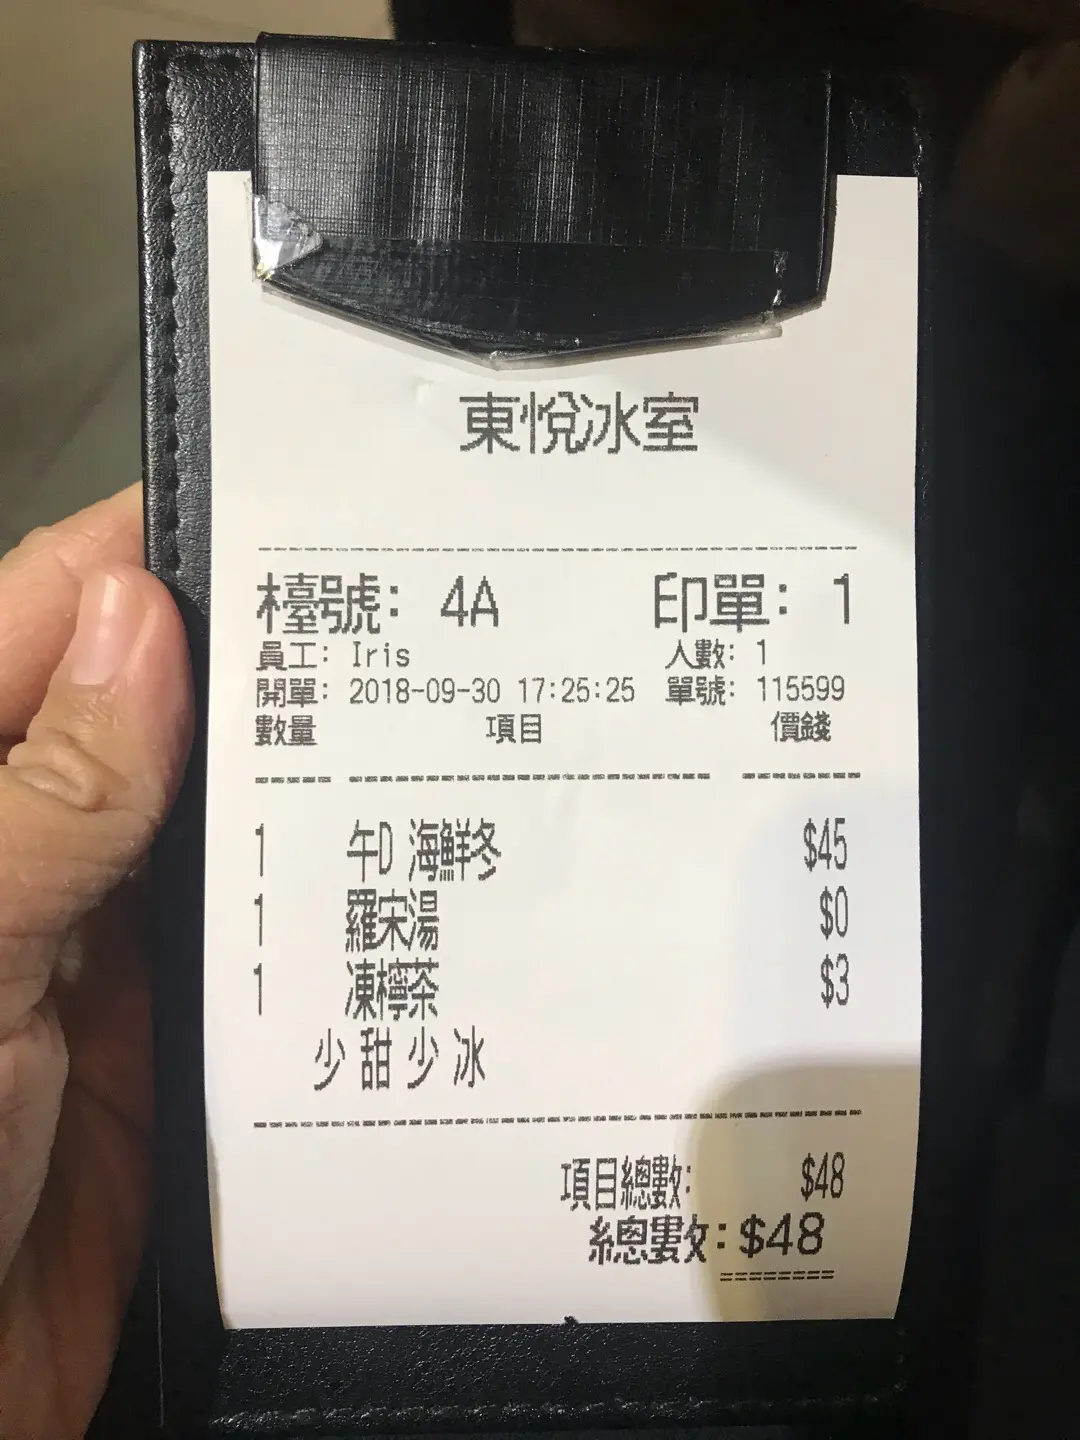 東悅冰室
檯號: 4A 印單: 1
員工: Iris 人數: 1
開單: 2018-09-30 17:25:25 單號: 115599
數量 項目 價錢
1 午D 海鮮冬 $45
1 羅宋湯 $0
1 凍檸茶 $3
少甜少冰
項目總數: $48
總數: $48